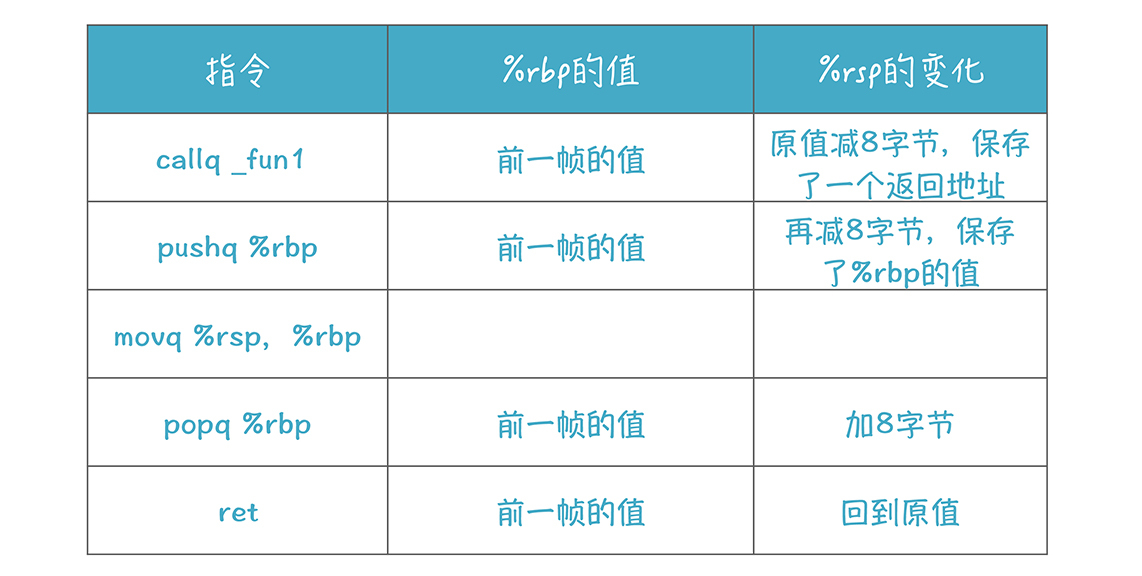 指令
%rbp的值
%rsp的变化
callq _fun1
前一帧的值
原值减8字节，保存
了一个返回地址
pushq %rbp
前一帧的值
再减8字节，保存
了%rbp的值
movq %rsp，%rbp
popq %rbp
前一帧的值
加8字节
ret
前一帧的值
回到原值